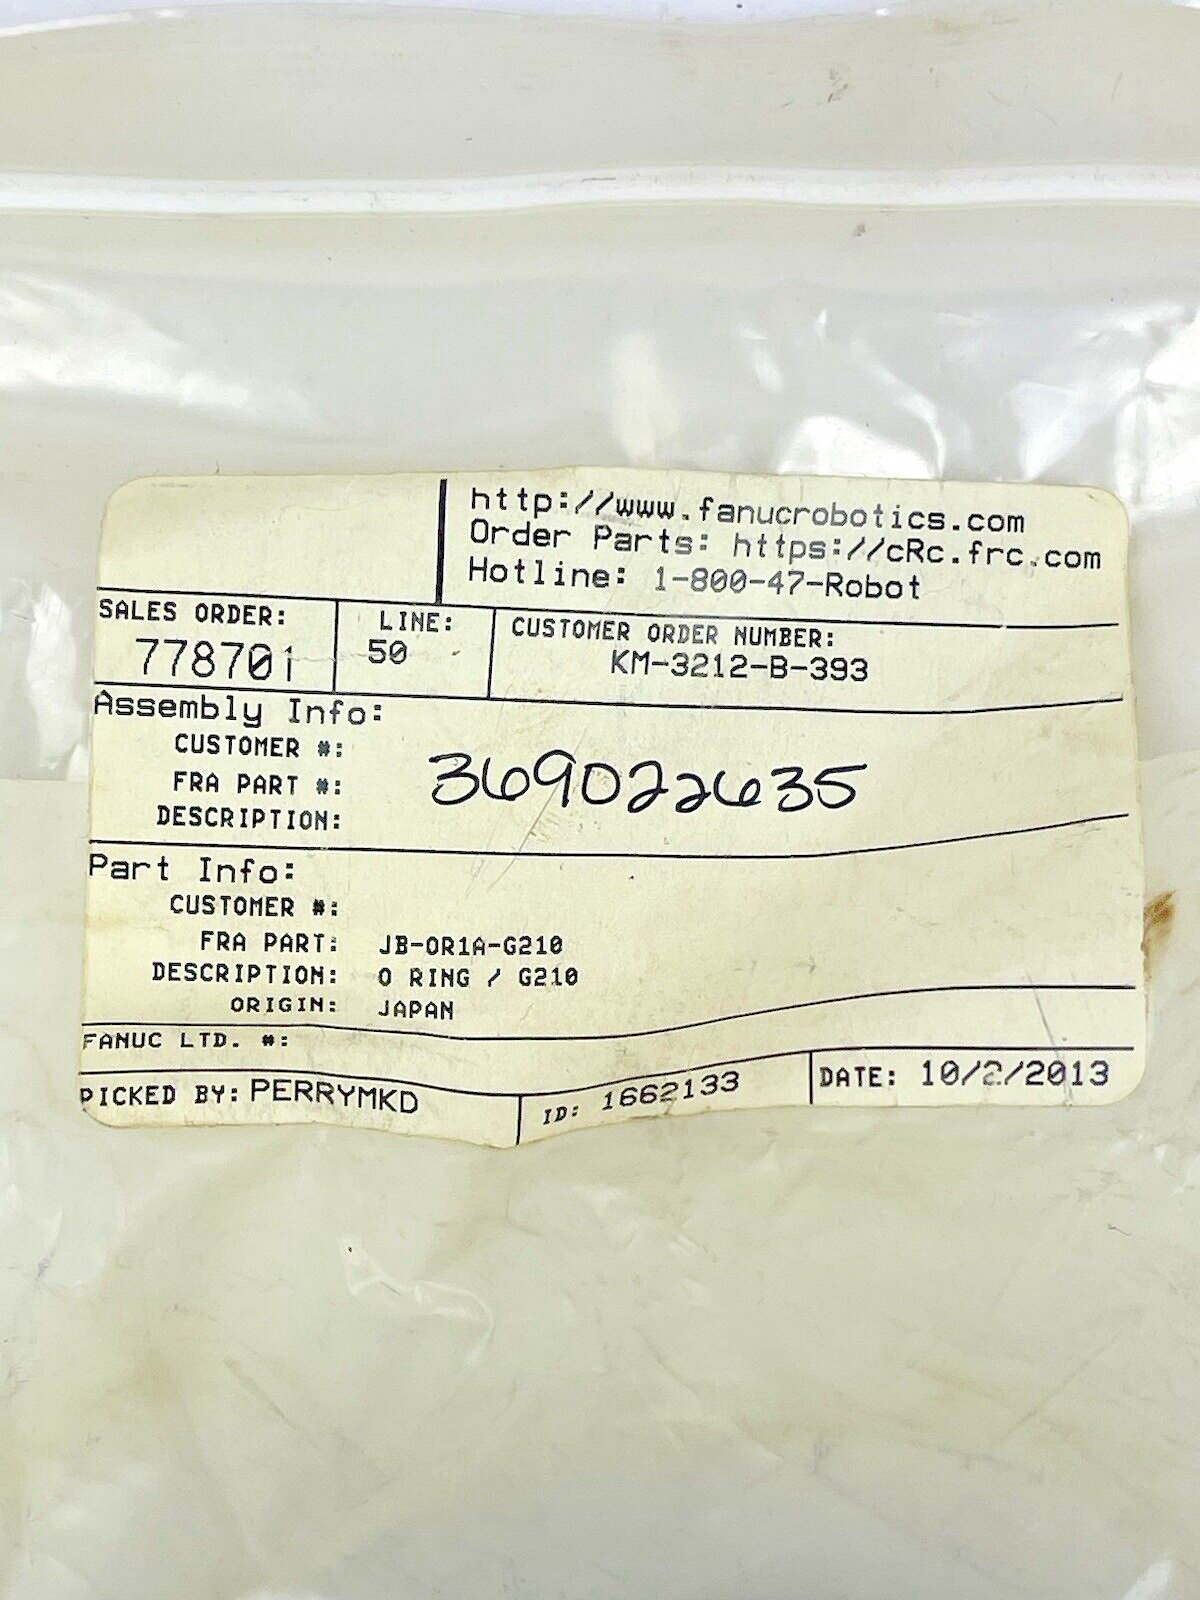 http://www.fanucrobotics.com
Order Parts: https://cRc.frc.com
Hotline: 1-800-47-Robot
SALES ORDER: LINE: CUSTOMER ORDER NUMBER:
778701 50 KM-3212-B-393
Assembly Info:
CUSTOMER #:
FRA PART #: 369022635
DESCRIPTION:
Part Info:
CUSTOMER #:
FRA PART: JB-OR1A-G210
DESCRIPTION: O RING / G210
ORIGIN: JAPAN
FANUC LTD. #:
PICKED BY: PERRYMKD ID: 1662133 DATE: 10/2/2013